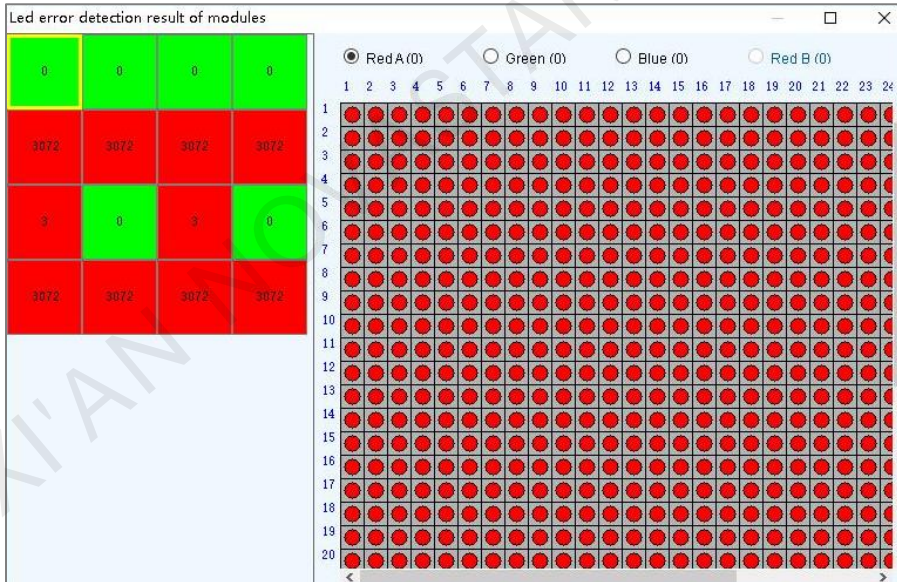 Led error detection result of modules
0 0 0 0
3072 3072 3072 3072
3 0 3 0
3072 3072 3072 3072
Red A (0) Green (0) Blue (0) Red B (0)
1 2 3 4 5 6 7 8 9 10 11 12 13 14 15 16 17 18 19 20 21 22 23 24
1
2
3
4
5
6
7
8
9
10
11
12
13
14
15
16
17
18
19
20
XI'AN NOVASTAR